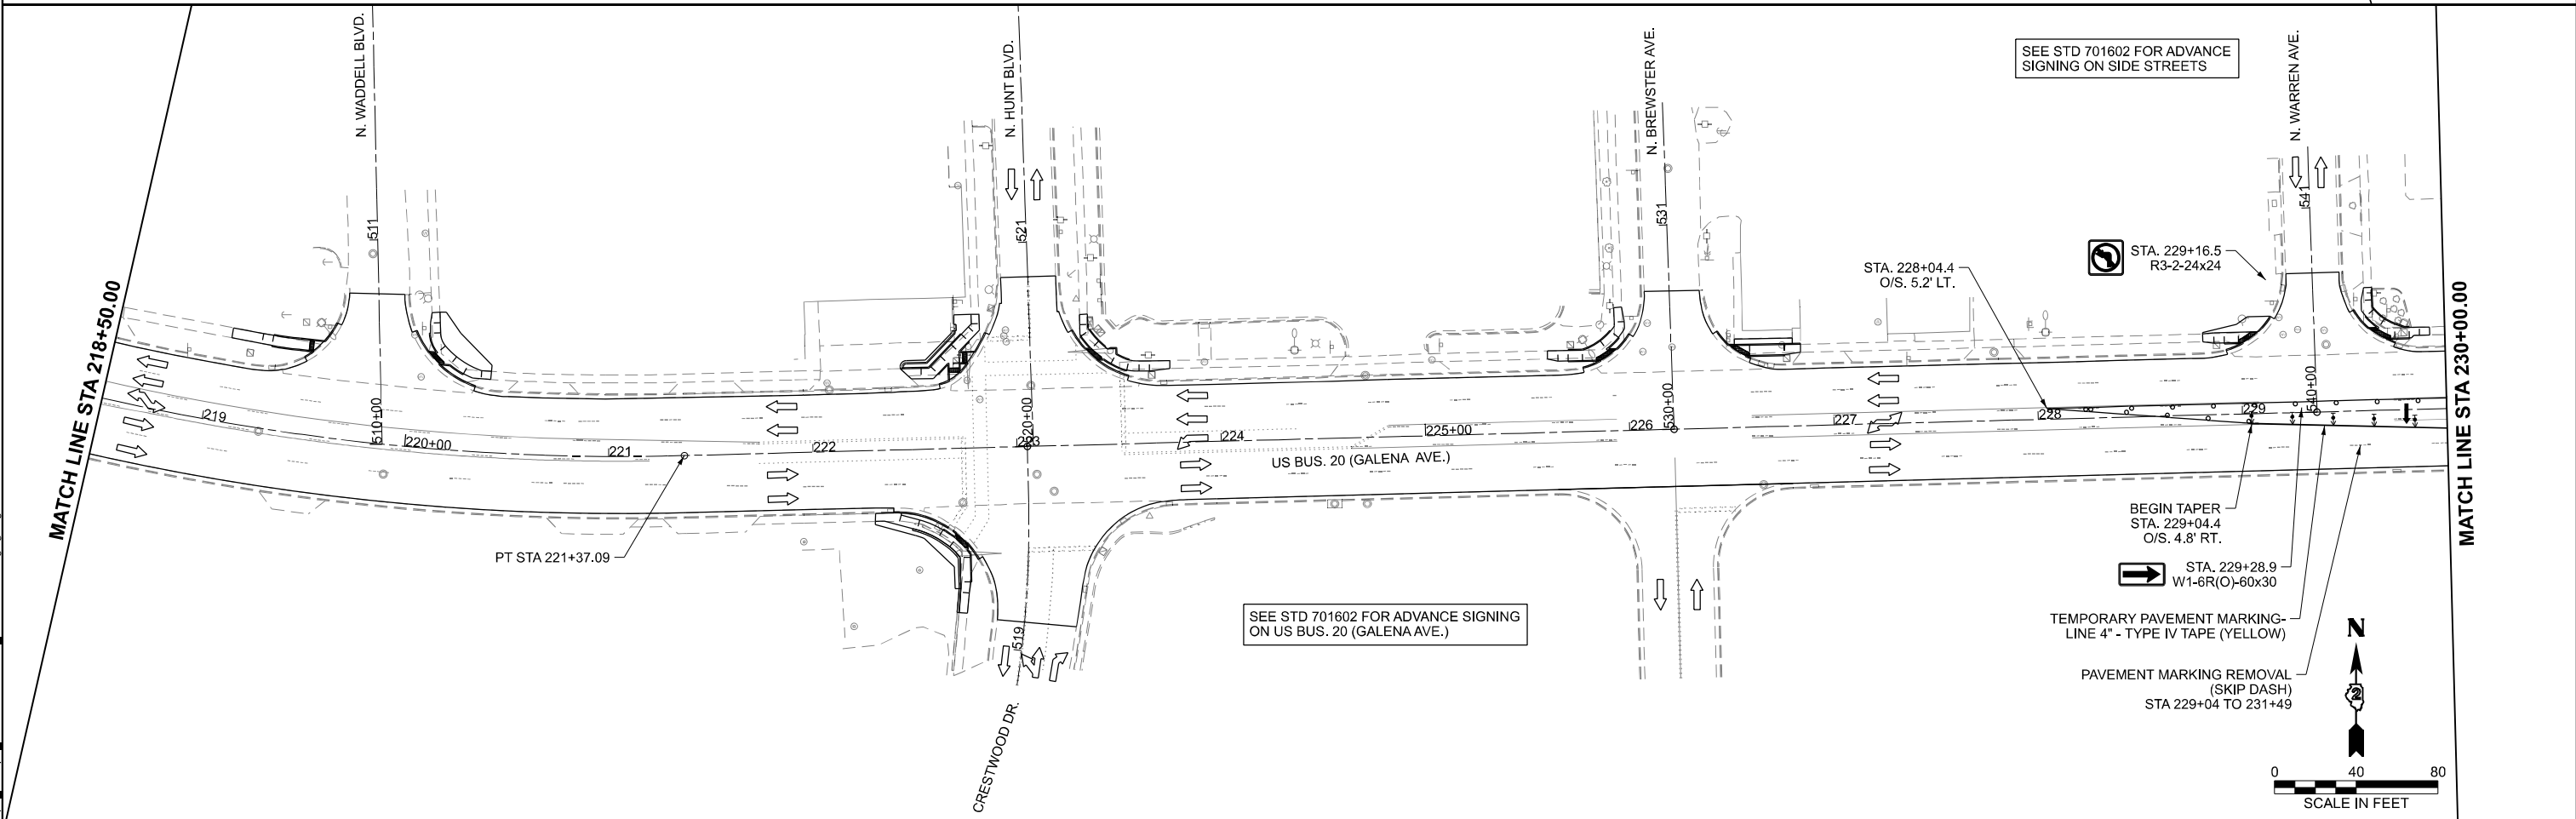 N. WADDELL BLVD.
N. HUNT BLVD.
N. BREWSTER AVE.
N. WARREN AVE.
SEE STD 701602 FOR ADVANCE
SIGNING ON SIDE STREETS
MATCH LINE STA 218+50.00
MATCH LINE STA 230+00.00
511
521
531
541
510+00
520+00
530+00
540+00
519
219
220+00
221
222
223
224
225+00
226
227
228
229
STA. 228+04.4
O/S. 5.2' LT.
STA. 229+16.5
R3-2-24x24
US BUS. 20 (GALENA AVE.)
PT STA 221+37.09
BEGIN TAPER
STA. 229+04.4
O/S. 4.8' RT.
STA. 229+28.9
W1-6R(O)-60x30
TEMPORARY PAVEMENT MARKING-
LINE 4" - TYPE IV TAPE (YELLOW)
PAVEMENT MARKING REMOVAL
(SKIP DASH)
STA 229+04 TO 231+49
SEE STD 701602 FOR ADVANCE SIGNING
ON US BUS. 20 (GALENA AVE.)
CRESTWOOD DR.
N
2
0 40 80
SCALE IN FEET